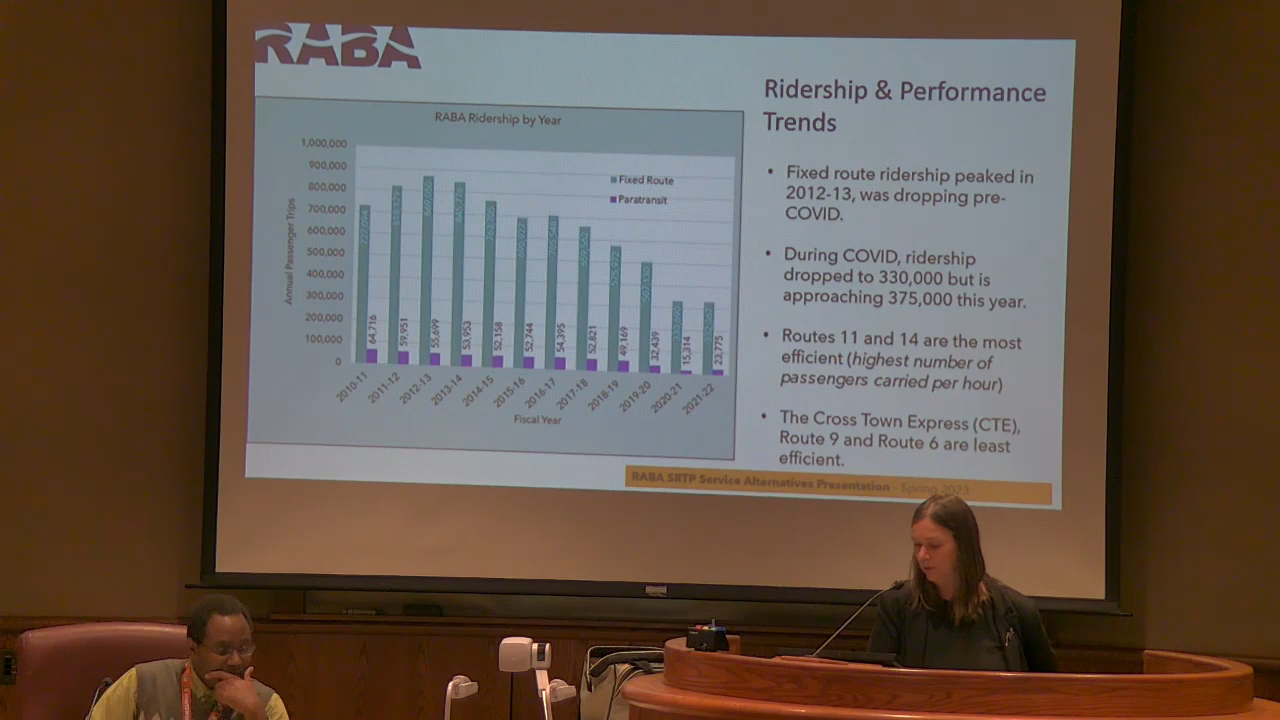 RABA
Ridership & Performance
Trends
RABA Ridership by Year
1,000,000
900,000
800,000
700,000
600,000
500,000
400,000
300,000
200,000
100,000
0
Annual Passenger Trips
Fixed Route
Paratransit
64,716
59,951
55,699
53,953
52,158
52,744
54,395
52,821
49,169
32,439
15,314
23,775
2010-11
2011-12
2012-13
2013-14
2014-15
2015-16
2016-17
2017-18
2018-19
2019-20
2020-21
2021-22
Fiscal Year
• Fixed route ridership peaked in
2012-13, was dropping pre-
COVID.
• During COVID, ridership
dropped to 330,000 but is
approaching 375,000 this year.
• Routes 11 and 14 are the most
efficient (highest number of
passengers carried per hour)
• The Cross Town Express (CTE),
Route 9 and Route 6 are least
efficient.
RABA SRTP Service Alternatives Presentation - Spring 2023